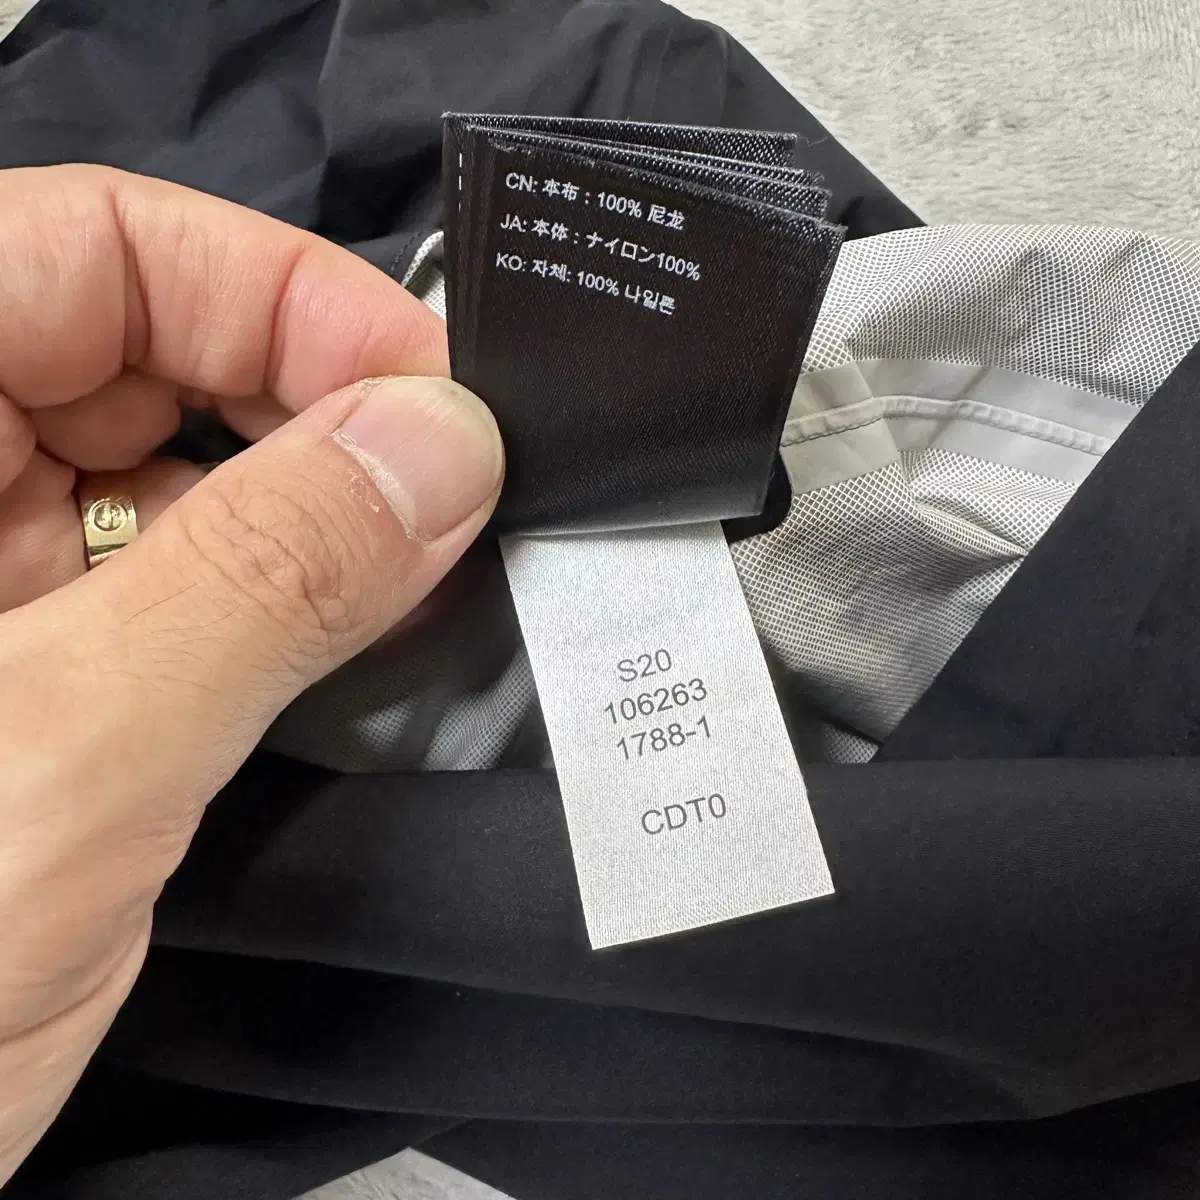 CN: 本布 : 100% 尼龙
JA: 本体 : ナイロン100%
KO: 자체: 100% 나일론
S20
106263
1788-1
CDT0